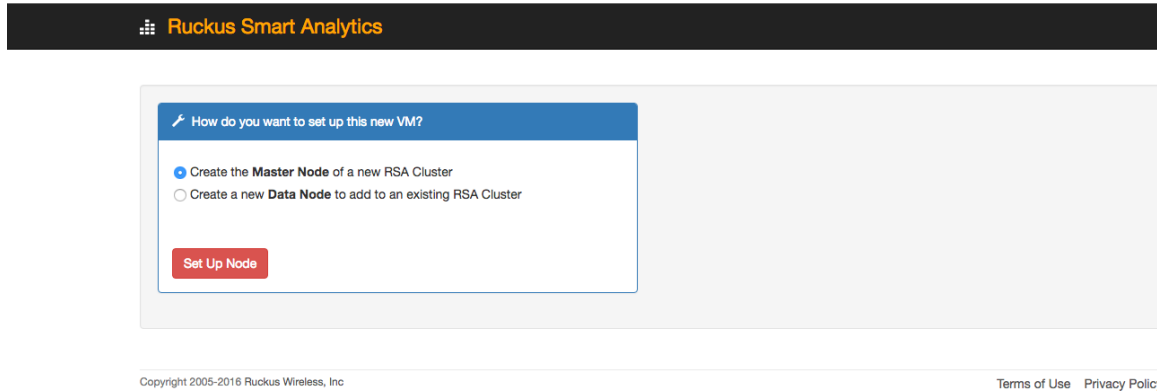 Ruckus Smart Analytics
How do you want to set up this new VM?
Create the Master Node of a new RSA Cluster
Create a new Data Node to add to an existing RSA Cluster
Set Up Node
Copyright 2005-2016 Ruckus Wireless, Inc
Terms of Use Privacy Polic